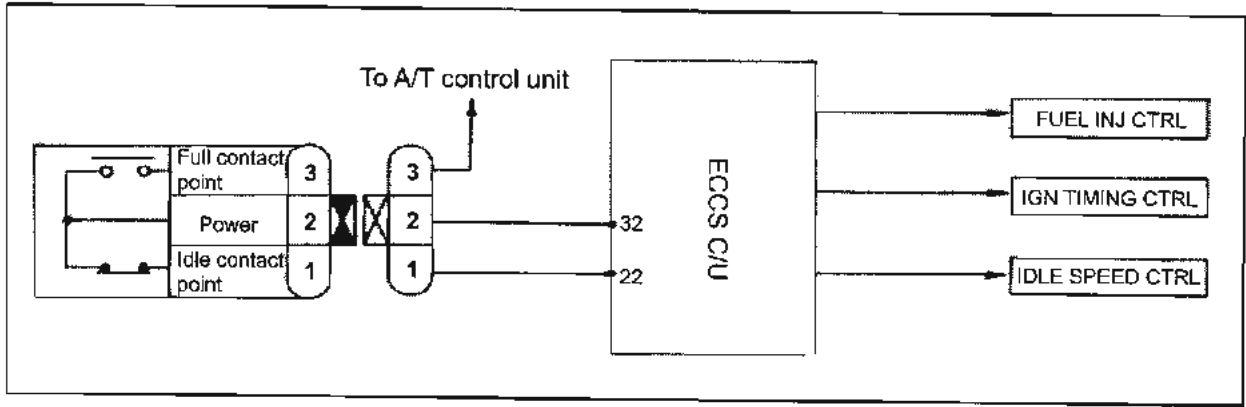 To A/T control unit
Full contact
point
3
3
Power
2
2
32
Idle contact
point
1
1
22
ECCS C/U
FUEL INJ CTRL
IGN TIMING CTRL
IDLE SPEED CTRL